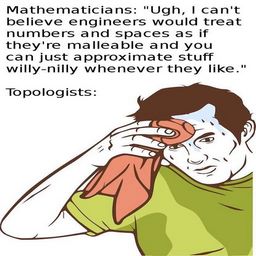 Mathematicians: "Ugh, I can't
believe engineers would treat
numbers and spaces as if
they're malleable and you
can just approximate stuff
willy-nilly whenever they like."
Topologists: